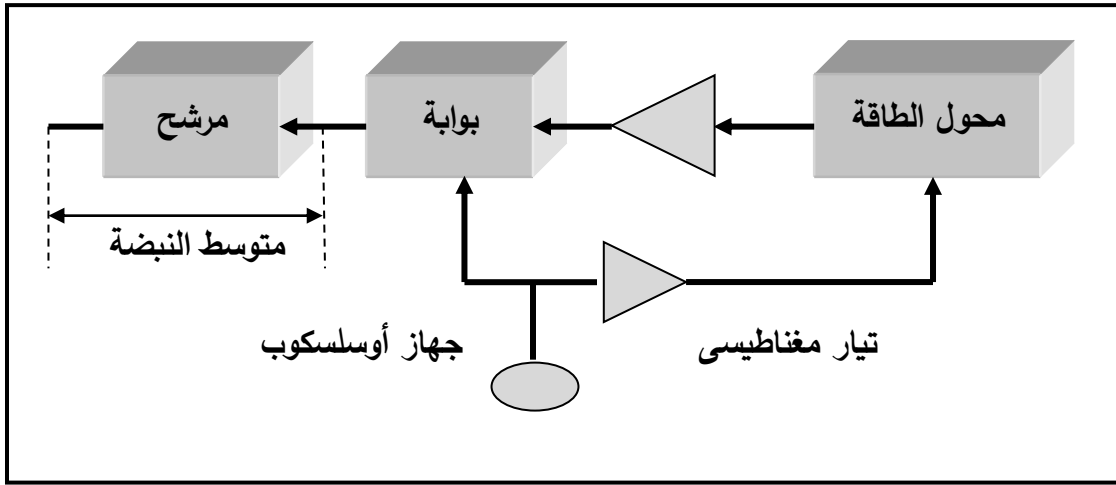 محول الطاقة
بوابة
مرشح
متوسط النبضة
تيار مغناطيسى
جهاز أوسلسكوب